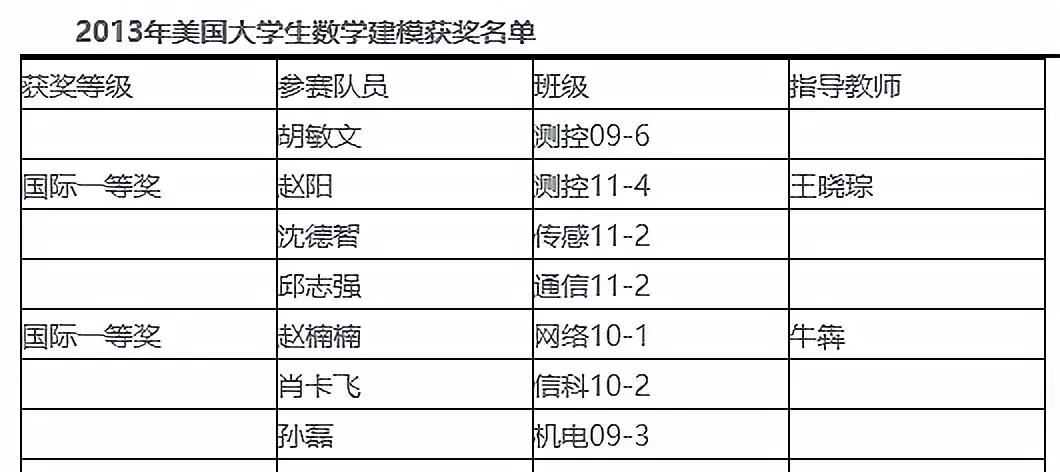 2013年美国大学生数学建模获奖名单
获奖等级 参赛队员 班级 指导教师
胡敏文 测控09-6
国际一等奖 赵阳 测控11-4 王晓琮
沈德智 传感11-2
邱志强 通信11-2
国际一等奖 赵楠楠 网络10-1 牛犇
肖卡飞 信科10-2
孙磊 机电09-3